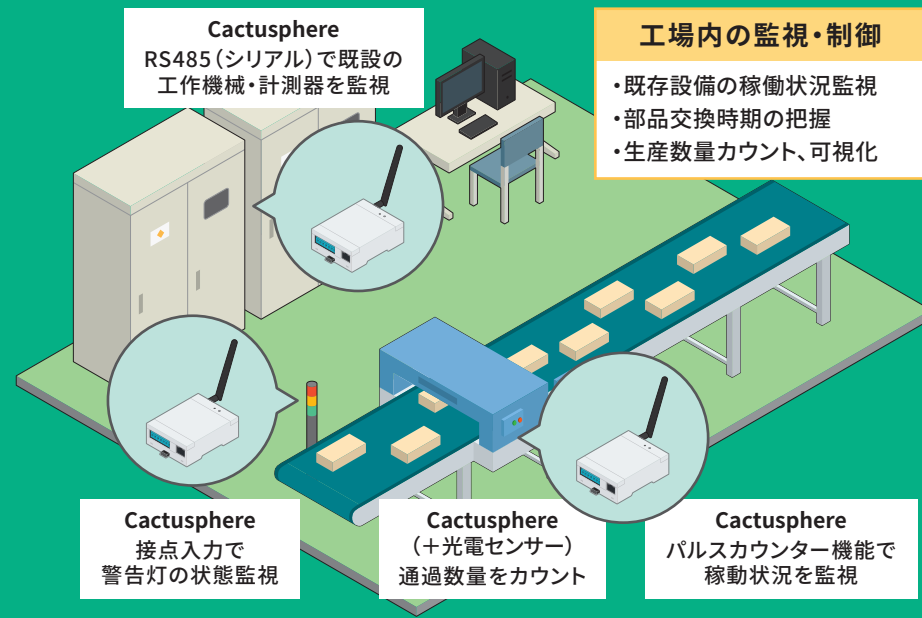 Cactusphere
RS485（シリアル）で既設の
工作機械・計測器を監視
工場内の監視・制御
・既存設備の稼働状況監視
・部品交換時期の把握
・生産数量カウント、可視化
Cactusphere
接点入力で
警告灯の状態監視
Cactusphere
（＋光電センサー）
通過数量をカウント
Cactusphere
パルスカウンター機能で
稼動状況を監視